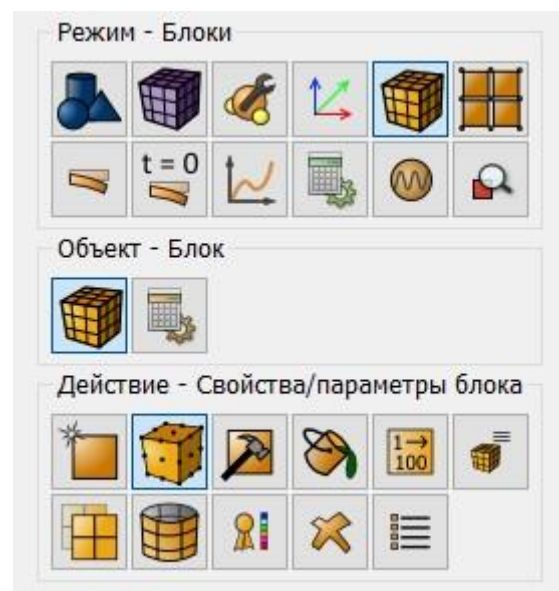 Режим - Блоки
t = 0
Объект - Блок
Действие - Свойства/параметры блока
1→
100